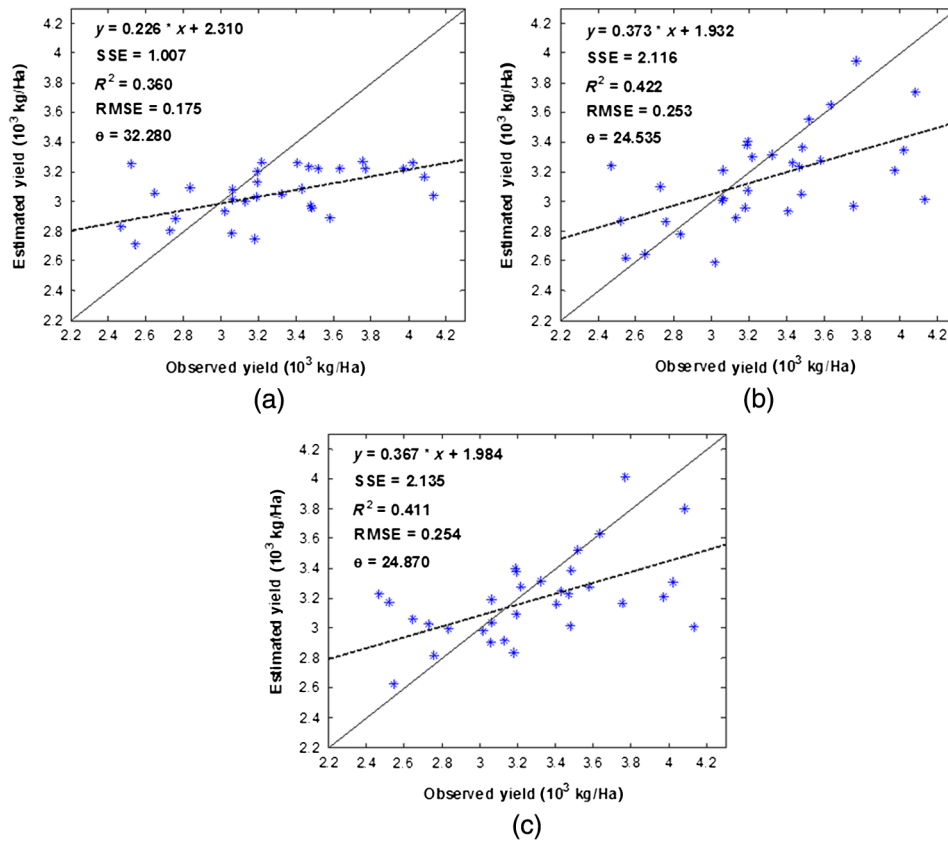 4.2
4
3.8
3.6
3.4
3.2
3
2.8
2.6
2.4
2.2
Estimated yield (10³ kg/Ha)
y = 0.226 * x + 2.310
SSE = 1.007
R² = 0.360
RMSE = 0.175
θ = 32.280
2.2 2.4 2.6 2.8 3 3.2 3.4 3.6 3.8 4 4.2
Observed yield (10³ kg/Ha)
(a)
4.2
4
3.8
3.6
3.4
3.2
3
2.8
2.6
2.4
2.2
Estimated yield (10³ kg/Ha)
y = 0.373 * x + 1.932
SSE = 2.116
R² = 0.422
RMSE = 0.253
θ = 24.535
2.2 2.4 2.6 2.8 3 3.2 3.4 3.6 3.8 4 4.2
Observed yield (10³ kg/Ha)
(b)
4.2
4
3.8
3.6
3.4
3.2
3
2.8
2.6
2.4
2.2
Estimated yield (10³ kg/Ha)
y = 0.367 * x + 1.984
SSE = 2.135
R² = 0.411
RMSE = 0.254
θ = 24.870
2.2 2.4 2.6 2.8 3 3.2 3.4 3.6 3.8 4 4.2
Observed yield (10³ kg/Ha)
(c)